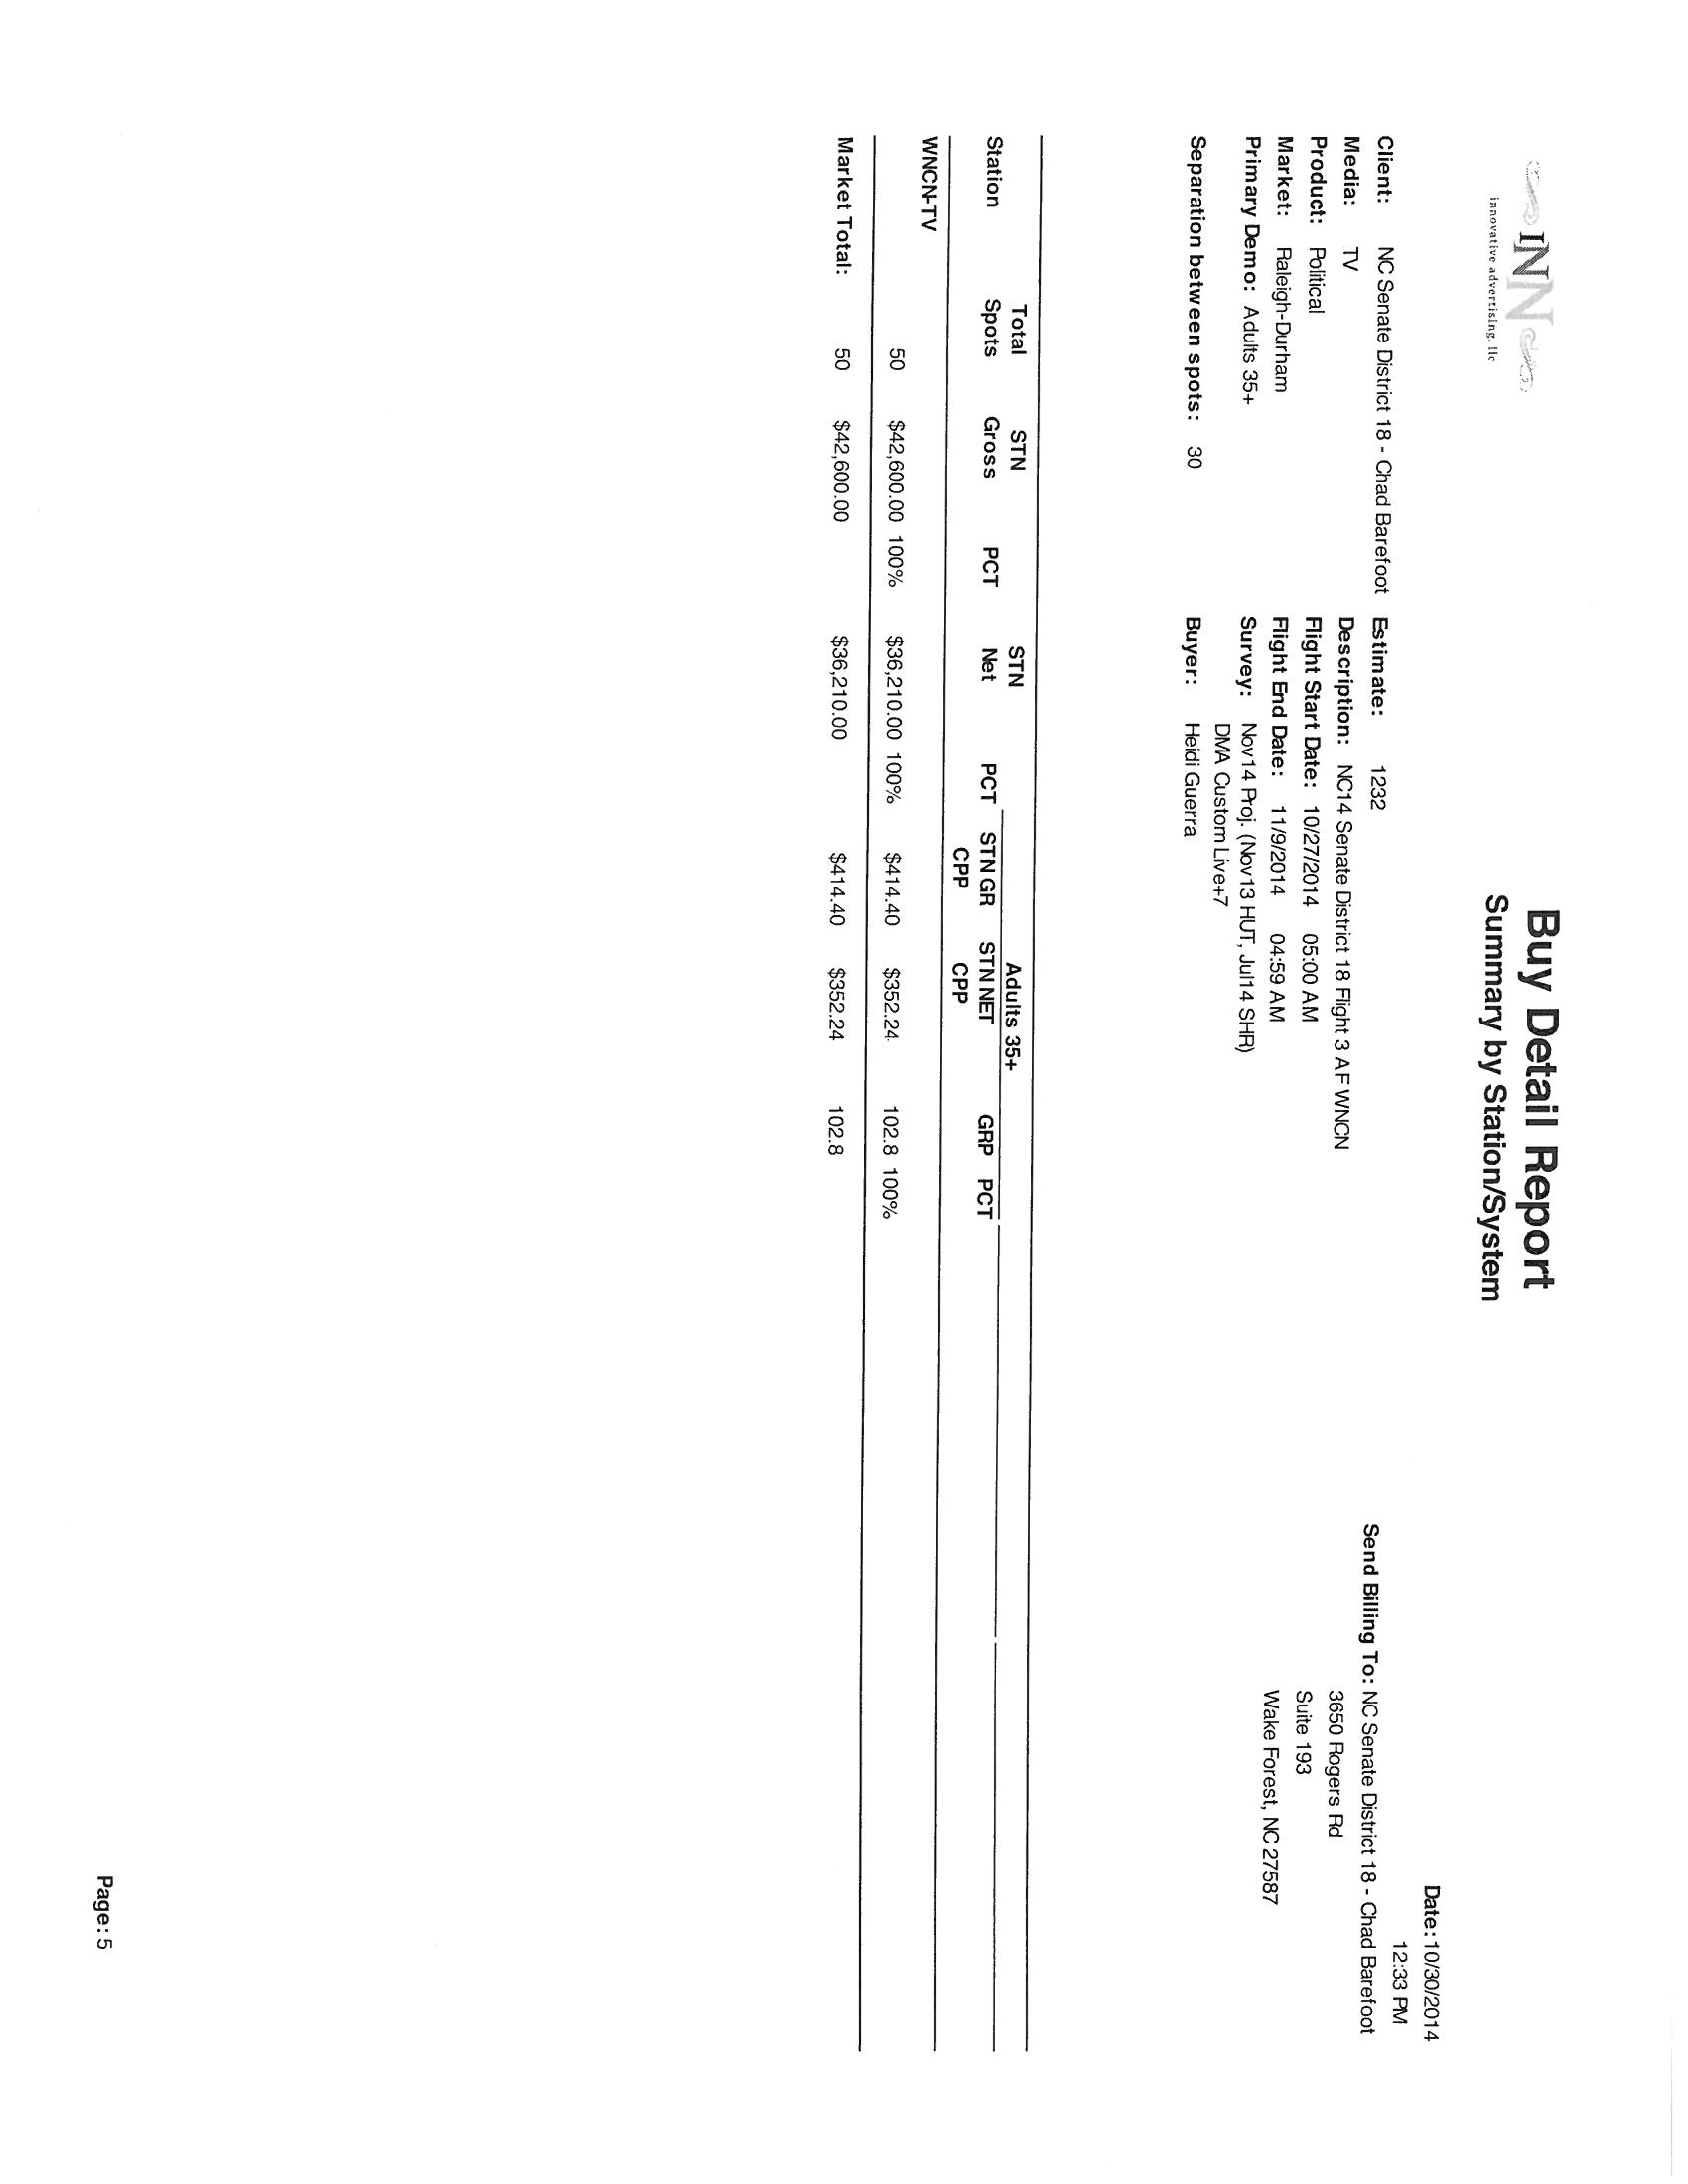 INN
innovative advertising, llc
Buy Detail Report
Summary by Station/System
Date: 10/30/2014
12:33 PM
Client: NC Senate District 18 - Chad Barefoot
Media: TV
Product: Political
Market: Raleigh-Durham
Primary Demo: Adults 35+
Separation between spots: 30
Estimate: 1232
Description: NC14 Senate District 18 Flight 3 AF WNCN
Flight Start Date: 10/27/2014 05:00 AM
Flight End Date: 11/9/2014 04:59 AM
Survey: Nov14 Proj. (Nov13 HUT, Jul14 SHR)
DMA Custom Live+7
Buyer: Heidi Guerra
Send Billing To: NC Senate District 18 - Chad Barefoot
3650 Rogers Rd
Suite 193
Wake Forest, NC 27587
Total STN STN Adults 35+
Station Spots Gross PCT Net PCT STN GR STN NET GRP PCT
CPP CPP
WNCN-TV
50 $42,600.00 100% $36,210.00 100% $414.40 $352.24 102.8 100%
Market Total: 50 $42,600.00 $36,210.00 $414.40 $352.24 102.8
Page: 5